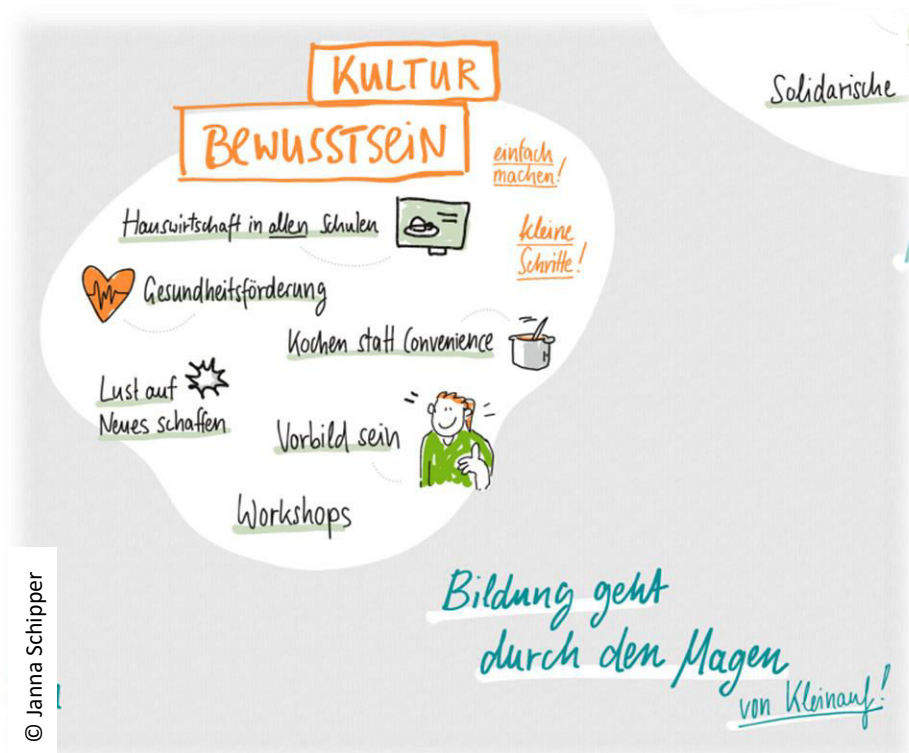 KULTUR
BEWUSSTSEIN
einfach
machen!
Hauswirtschaft in allen Schulen
kleine
Schritte!
Gesundheitsförderung
Kochen statt Convenience
Lust auf
Neues schaffen
Vorbild sein
Workshops
Solidarische
Bildung geht
durch den Magen
von Kleinauf!
© Janna Schipper